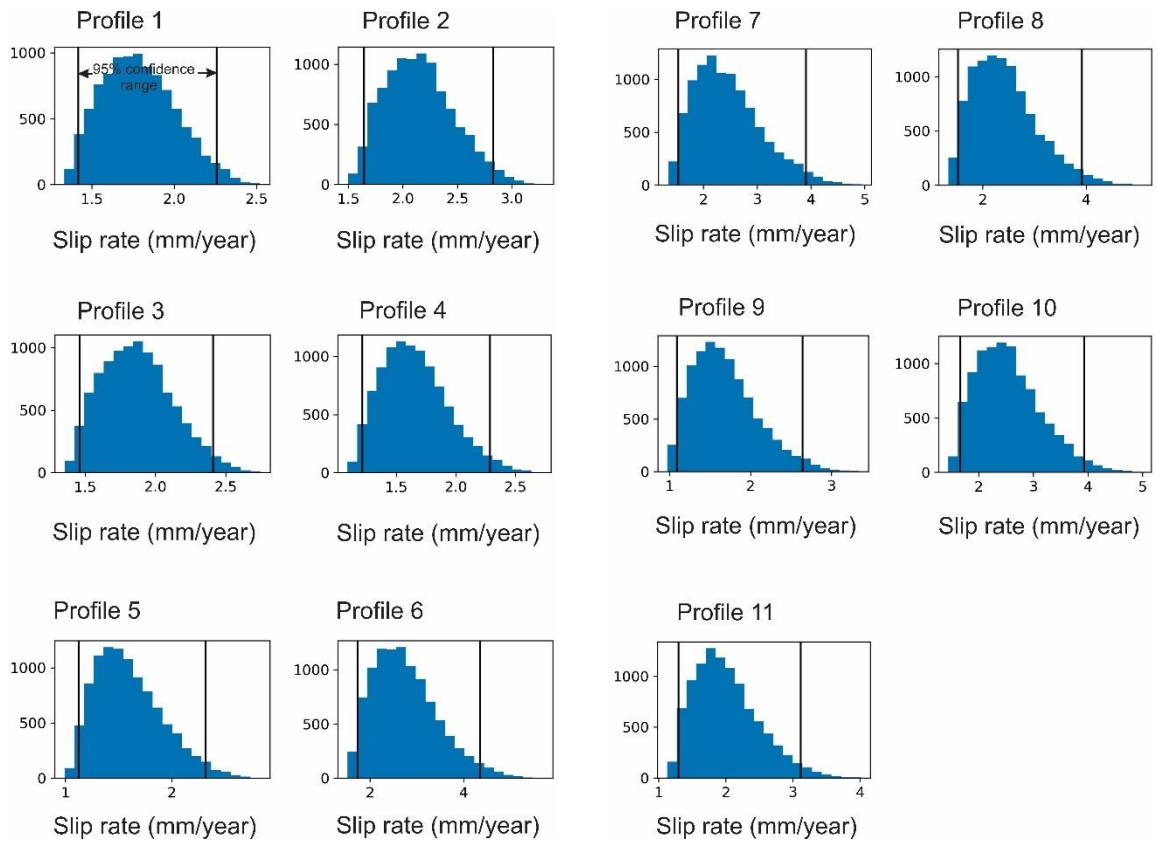 Profile 1
1000
500
0
95% confidence
range
1.5 2.0 2.5
Slip rate (mm/year)
Profile 2
1000
500
0
1.5 2.0 2.5 3.0
Slip rate (mm/year)
Profile 7
1000
500
0
2 3 4 5
Slip rate (mm/year)
Profile 8
1000
500
0
2 4
Slip rate (mm/year)
Profile 3
1000
500
0
1.5 2.0 2.5
Slip rate (mm/year)
Profile 4
1000
500
0
1.5 2.0 2.5
Slip rate (mm/year)
Profile 9
1000
500
0
1 2 3
Slip rate (mm/year)
Profile 10
1000
500
0
2 3 4 5
Slip rate (mm/year)
Profile 5
1000
500
0
1 2
Slip rate (mm/year)
Profile 6
1000
500
0
2 4
Slip rate (mm/year)
Profile 11
1000
500
0
1 2 3 4
Slip rate (mm/year)